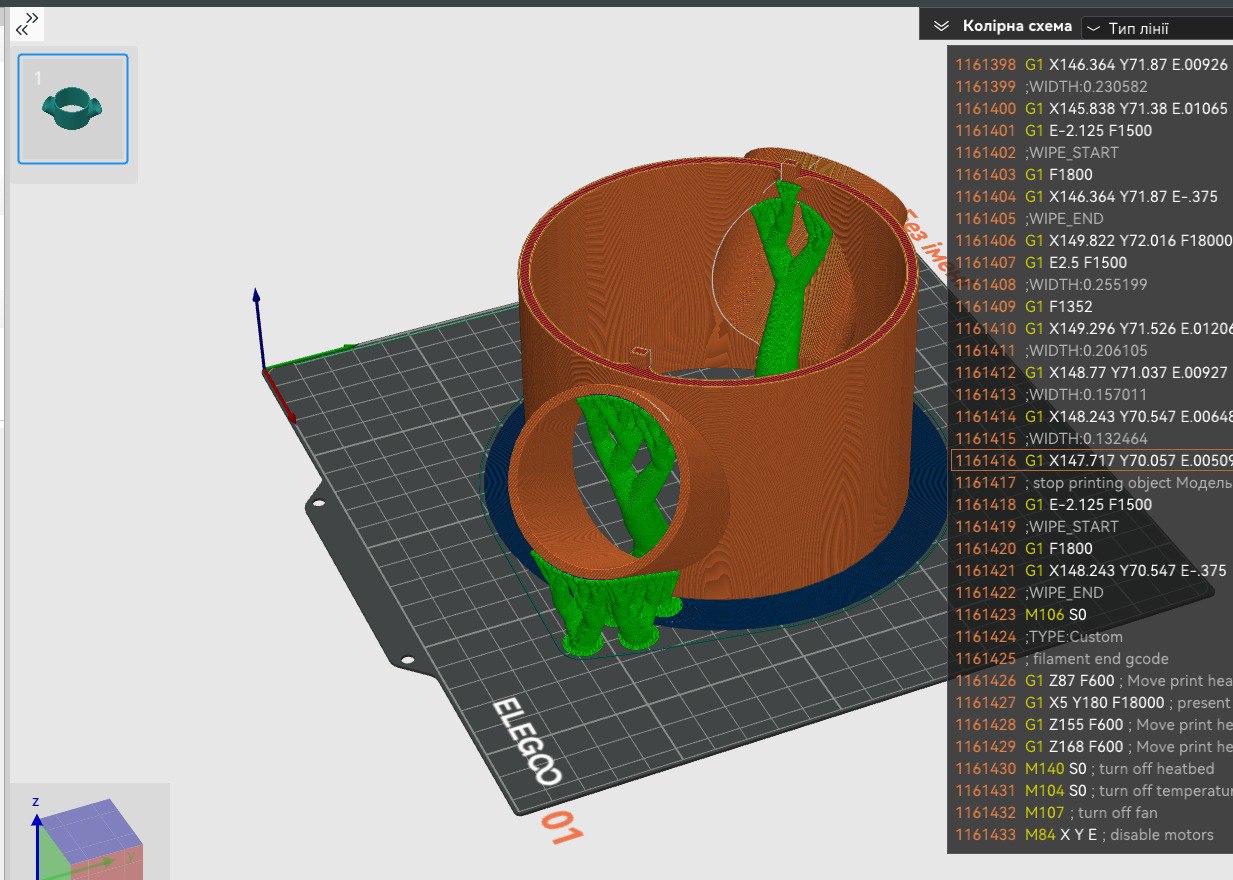 1
Колірна схема
Тип лінії
1161398 G1 X146.364 Y71.87 E.00926
1161399 ;WIDTH:0.230582
1161400 G1 X145.838 Y71.38 E.01065
1161401 G1 E-2.125 F1500
1161402 ;WIPE_START
1161403 G1 F1800
1161404 G1 X146.364 Y71.87 E-.375
1161405 ;WIPE_END
1161406 G1 X149.822 Y72.016 F18000
1161407 G1 E2.5 F1500
1161408 ;WIDTH:0.255199
1161409 G1 F1352
1161410 G1 X149.296 Y71.526 E.01206
1161411 ;WIDTH:0.206105
1161412 G1 X148.77 Y71.037 E.00927
1161413 ;WIDTH:0.157011
1161414 G1 X148.243 Y70.547 E.00648
1161415 ;WIDTH:0.132464
1161416 G1 X147.717 Y70.057 E.00509
1161417 ; stop printing object Модель
1161418 G1 E-2.125 F1500
1161419 ;WIPE_START
1161420 G1 F1800
1161421 G1 X148.243 Y70.547 E-.375
1161422 ;WIPE_END
1161423 M106 S0
1161424 ;TYPE:Custom
1161425 ; filament end gcode
1161426 G1 Z87 F600 ; Move print hea
1161427 G1 X5 Y180 F18000 ; present
1161428 G1 Z155 F600 ; Move print he
1161429 G1 Z168 F600 ; Move print he
1161430 M140 S0 ; turn off heatbed
1161431 M104 S0 ; turn off temperatur
1161432 M107 ; turn off fan
1161433 M84 X Y E ; disable motors
Без іме
ELEGOO
01
Z
Y